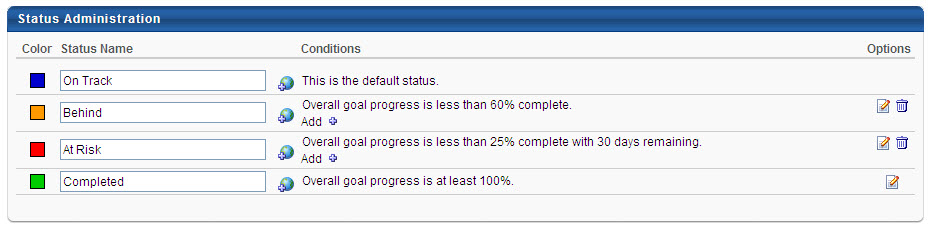 Status Administration
Color Status Name Conditions Options
On Track This is the default status.
Behind Overall goal progress is less than 60% complete.
Add
At Risk Overall goal progress is less than 25% complete with 30 days remaining.
Add
Completed Overall goal progress is at least 100%.